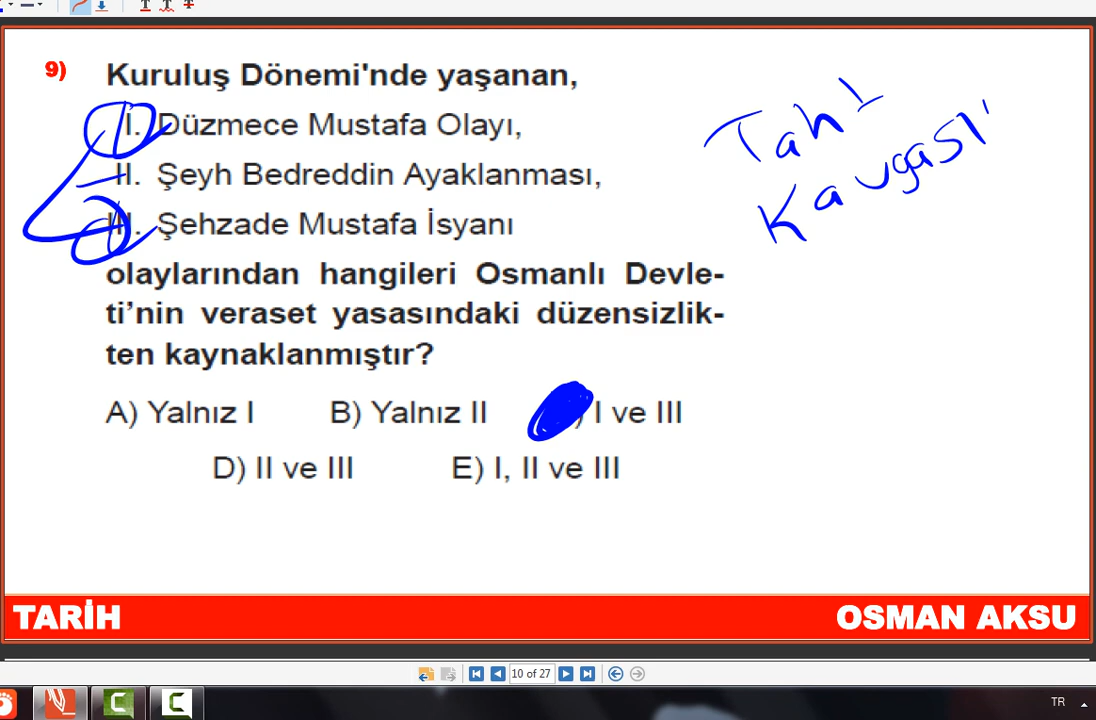 9)
Kuruluş Dönemi'nde yaşanan,
I. Düzmece Mustafa Olayı,
II. Şeyh Bedreddin Ayaklanması,
III. Şehzade Mustafa İsyanı
olaylarından hangileri Osmanlı Devle-
ti’nin veraset yasasındaki düzensizlik-
ten kaynaklanmıştır?
A) Yalnız I B) Yalnız II ) I ve III
D) II ve III E) I, II ve III
Taht
Kavgası
TARİH OSMAN AKSU
10 of 27
TR